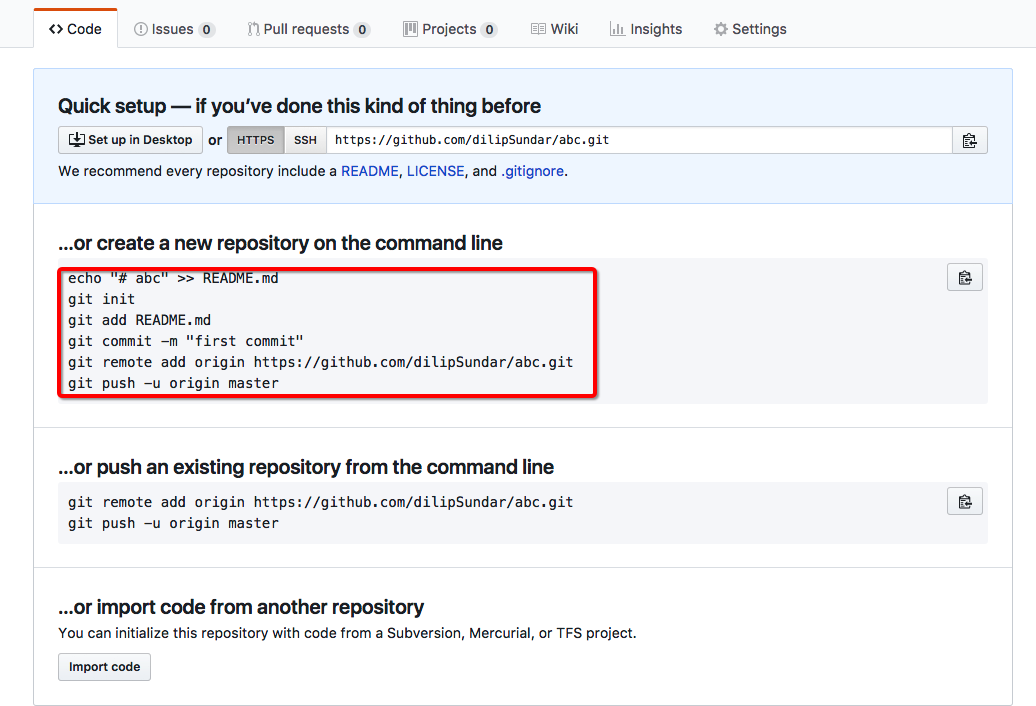 Code Issues 0 Pull requests 0 Projects 0 Wiki Insights Settings
Quick setup — if you’ve done this kind of thing before
Set up in Desktop or HTTPS SSH https://github.com/dilipSundar/abc.git
We recommend every repository include a README, LICENSE, and .gitignore.
…or create a new repository on the command line
echo "# abc" >> README.md
git init
git add README.md
git commit -m "first commit"
git remote add origin https://github.com/dilipSundar/abc.git
git push -u origin master
…or push an existing repository from the command line
git remote add origin https://github.com/dilipSundar/abc.git
git push -u origin master
…or import code from another repository
You can initialize this repository with code from a Subversion, Mercurial, or TFS project.
Import code